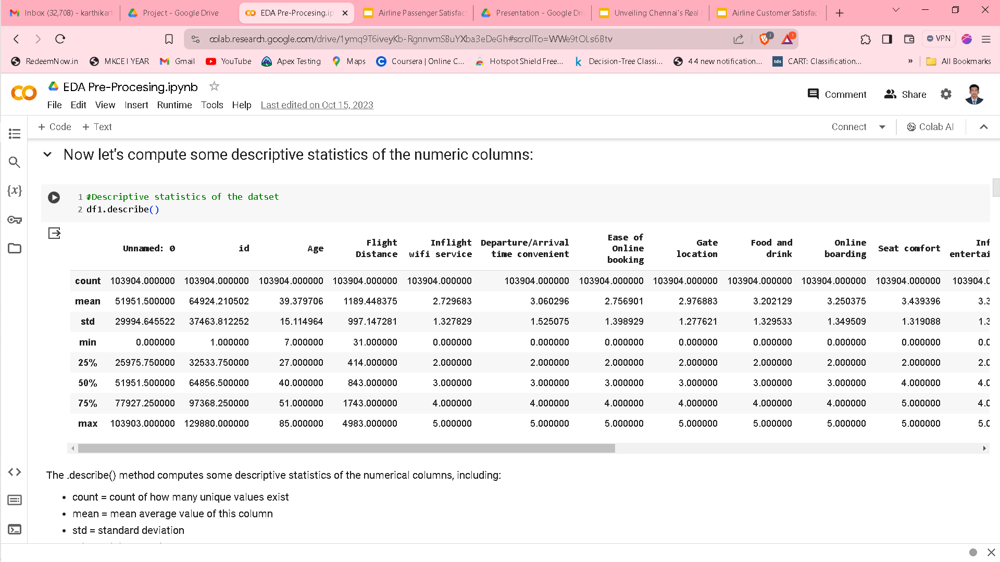 Inbox (32,708) - karthikart
Project - Google Drive
EDA Pre-Procesing.ip
Airline Passenger Satisfac
Presentation - Google Dri
Unveiling Chennai's Real
Airline Customer Satisfac
colab.research.google.com/drive/1ymq9T6iveyKb-RgnnvmSBuYXba3eDeGh#scrollTo=WWe9tOLs6Btv
2
1
VPN
RedeemNow.in
MKCE I YEAR
Gmail
YouTube
Apex Testing
Maps
Coursera | Online C...
Hotspot Shield Free...
Decision-Tree Classi...
4 4 new notification...
tds
CART: Classification...
»
All Bookmarks
EDA Pre-Procesing.ipynb
Comment
Share
File Edit View Insert Runtime Tools Help Last edited on Oct 15, 2023
+ Code + Text
Connect
Colab AI
Now let's compute some descriptive statistics of the numeric columns:
{x}
1 #Descriptive statistics of the datset
2 df1.describe()
Unnamed: 0 id Age Flight Distance Inflight wifi service Departure/Arrival time convenient Ease of Online booking Gate location Food and drink Online boarding Seat comfort Inf entertai
count 103904.000000 103904.000000 103904.000000 103904.000000 103904.000000 103904.000000 103904.000000 103904.000000 103904.000000 103904.000000 103904.000000 103904.0
mean 51951.500000 64924.210502 39.379706 1189.448375 2.729683 3.060296 2.756901 2.976883 3.202129 3.250375 3.439396 3.3
std 29994.645522 37463.812252 15.114964 997.147281 1.327829 1.525075 1.398929 1.277621 1.329533 1.349509 1.319088 1.3
min 0.000000 1.000000 7.000000 31.000000 0.000000 0.000000 0.000000 0.000000 0.000000 0.000000 0.000000 0.0
25% 25975.750000 32533.750000 27.000000 414.000000 2.000000 2.000000 2.000000 2.000000 2.000000 2.000000 2.000000 2.0
50% 51951.500000 64856.500000 40.000000 843.000000 3.000000 3.000000 3.000000 3.000000 3.000000 3.000000 4.000000 4.0
75% 77927.250000 97368.250000 51.000000 1743.000000 4.000000 4.000000 4.000000 4.000000 4.000000 4.000000 5.000000 4.0
max 103903.000000 129880.000000 85.000000 4983.000000 5.000000 5.000000 5.000000 5.000000 5.000000 5.000000 5.000000 5.0
The .describe() method computes some descriptive statistics of the numerical columns, including:
• count = count of how many unique values exist
• mean = mean average value of this column
• std = standard deviation